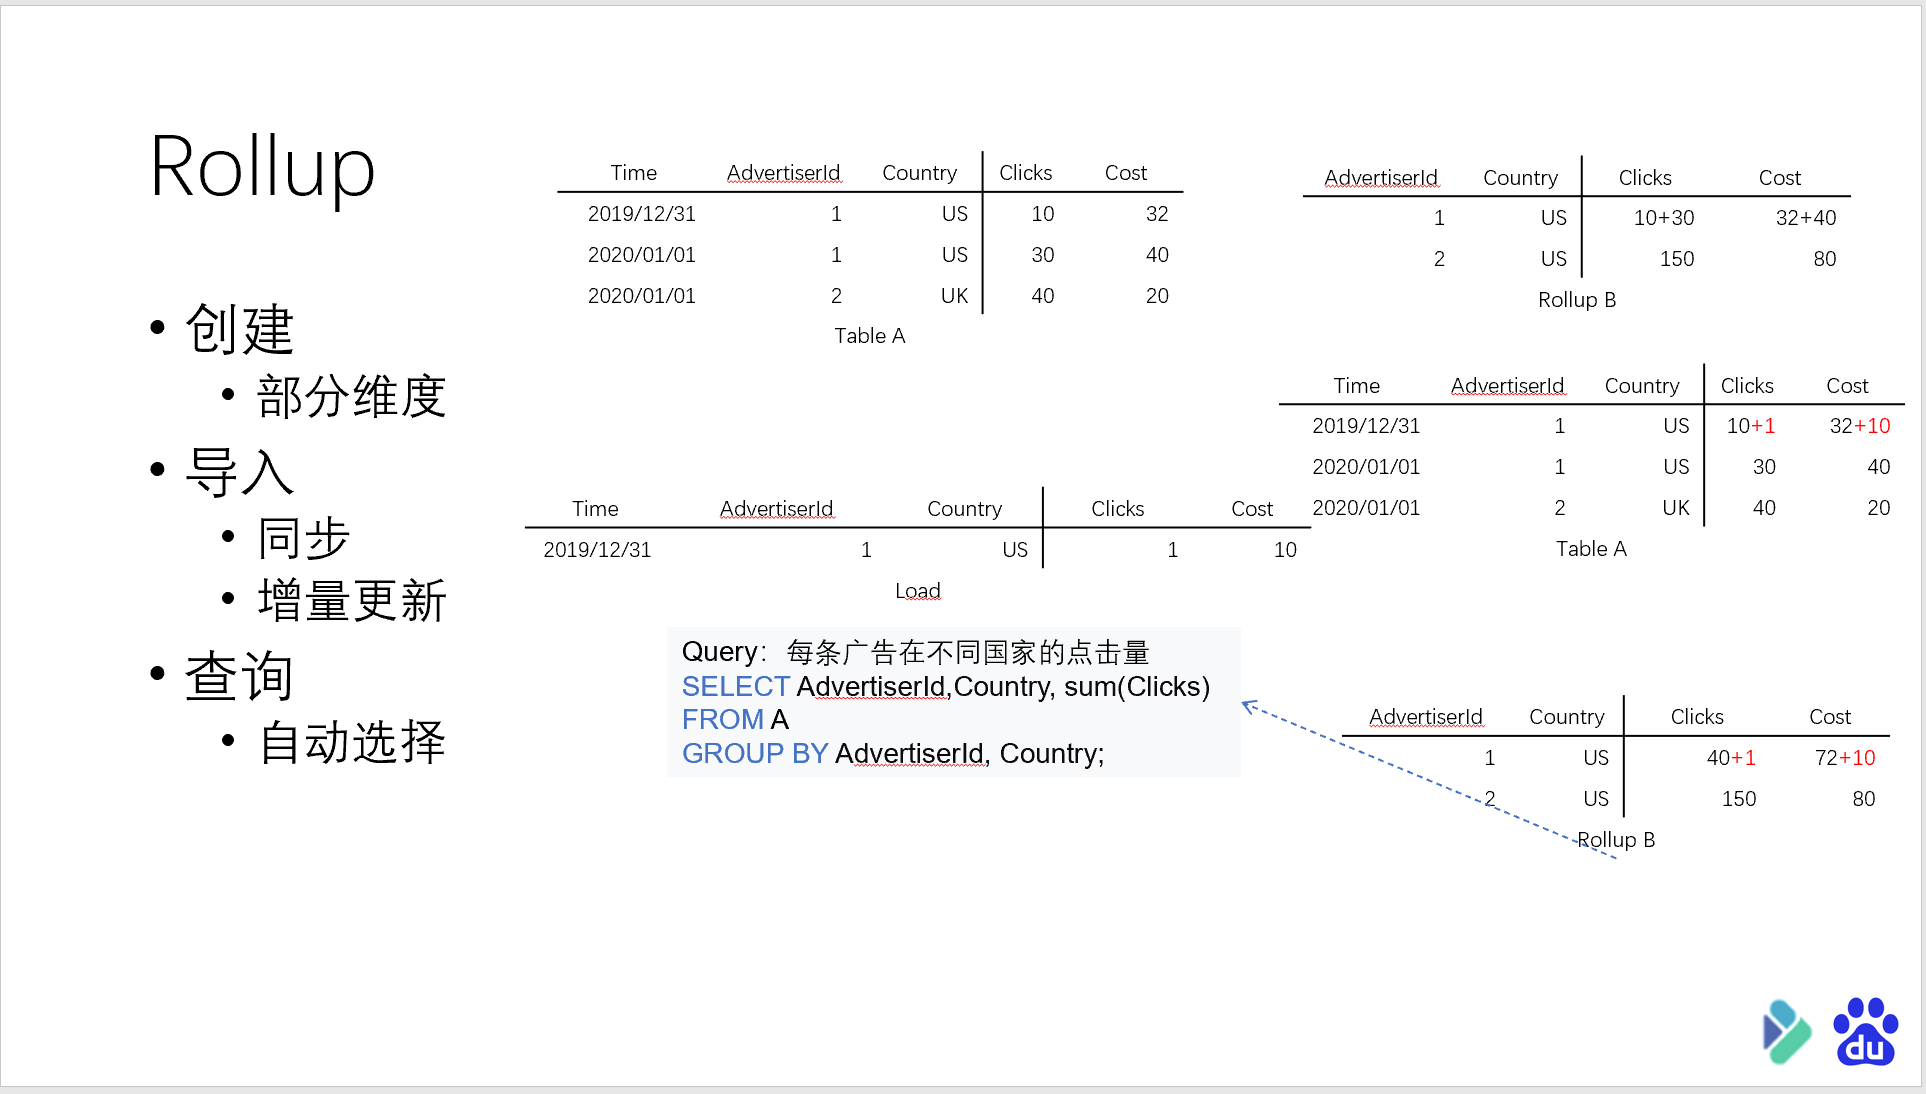 Rollup
• 创建
• 部分维度
• 导入
• 同步
• 增量更新
• 查询
• 自动选择
Time AdvertiserId Country Clicks Cost
2019/12/31 1 US 10 32
2020/01/01 1 US 30 40
2020/01/01 2 UK 40 20
Table A
AdvertiserId Country Clicks Cost
1 US 10+30 32+40
2 US 150 80
Rollup B
Time AdvertiserId Country Clicks Cost
2019/12/31 1 US 10+1 32+10
2020/01/01 1 US 30 40
2020/01/01 2 UK 40 20
Table A
Time AdvertiserId Country Clicks Cost
2019/12/31 1 US 1 10
Load
Query：每条广告在不同国家的点击量
SELECT AdvertiserId,Country, sum(Clicks)
FROM A
GROUP BY AdvertiserId, Country;
AdvertiserId Country Clicks Cost
1 US 40+1 72+10
2 US 150 80
Rollup B
du